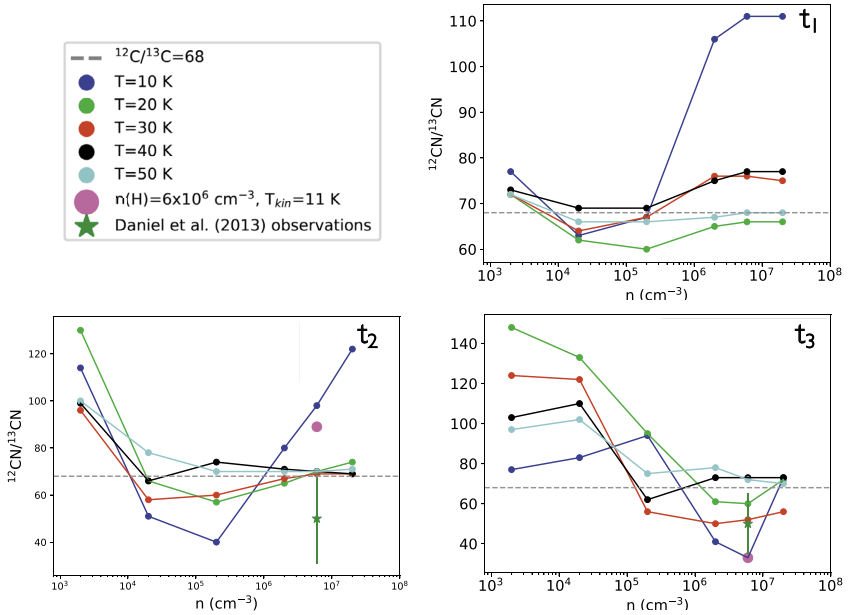 ¹²C/¹³C=68
T=10 K
T=20 K
T=30 K
T=40 K
T=50 K
n(H)=6x10⁶ cm⁻³, Tₖᵢₙ=11 K
Daniel et al. (2013) observations
t₁
¹²CN/¹³CN
110
100
90
80
70
60
10³ 10⁴ 10⁵ 10⁶ 10⁷ 10⁸
n (cm⁻³)
t₂
¹²CN/¹³CN
120
100
80
60
40
10³ 10⁴ 10⁵ 10⁶ 10⁷ 10⁸
n (cm⁻³)
t₃
140
120
100
80
60
40
10³ 10⁴ 10⁵ 10⁶ 10⁷ 10⁸
n (cm⁻³)